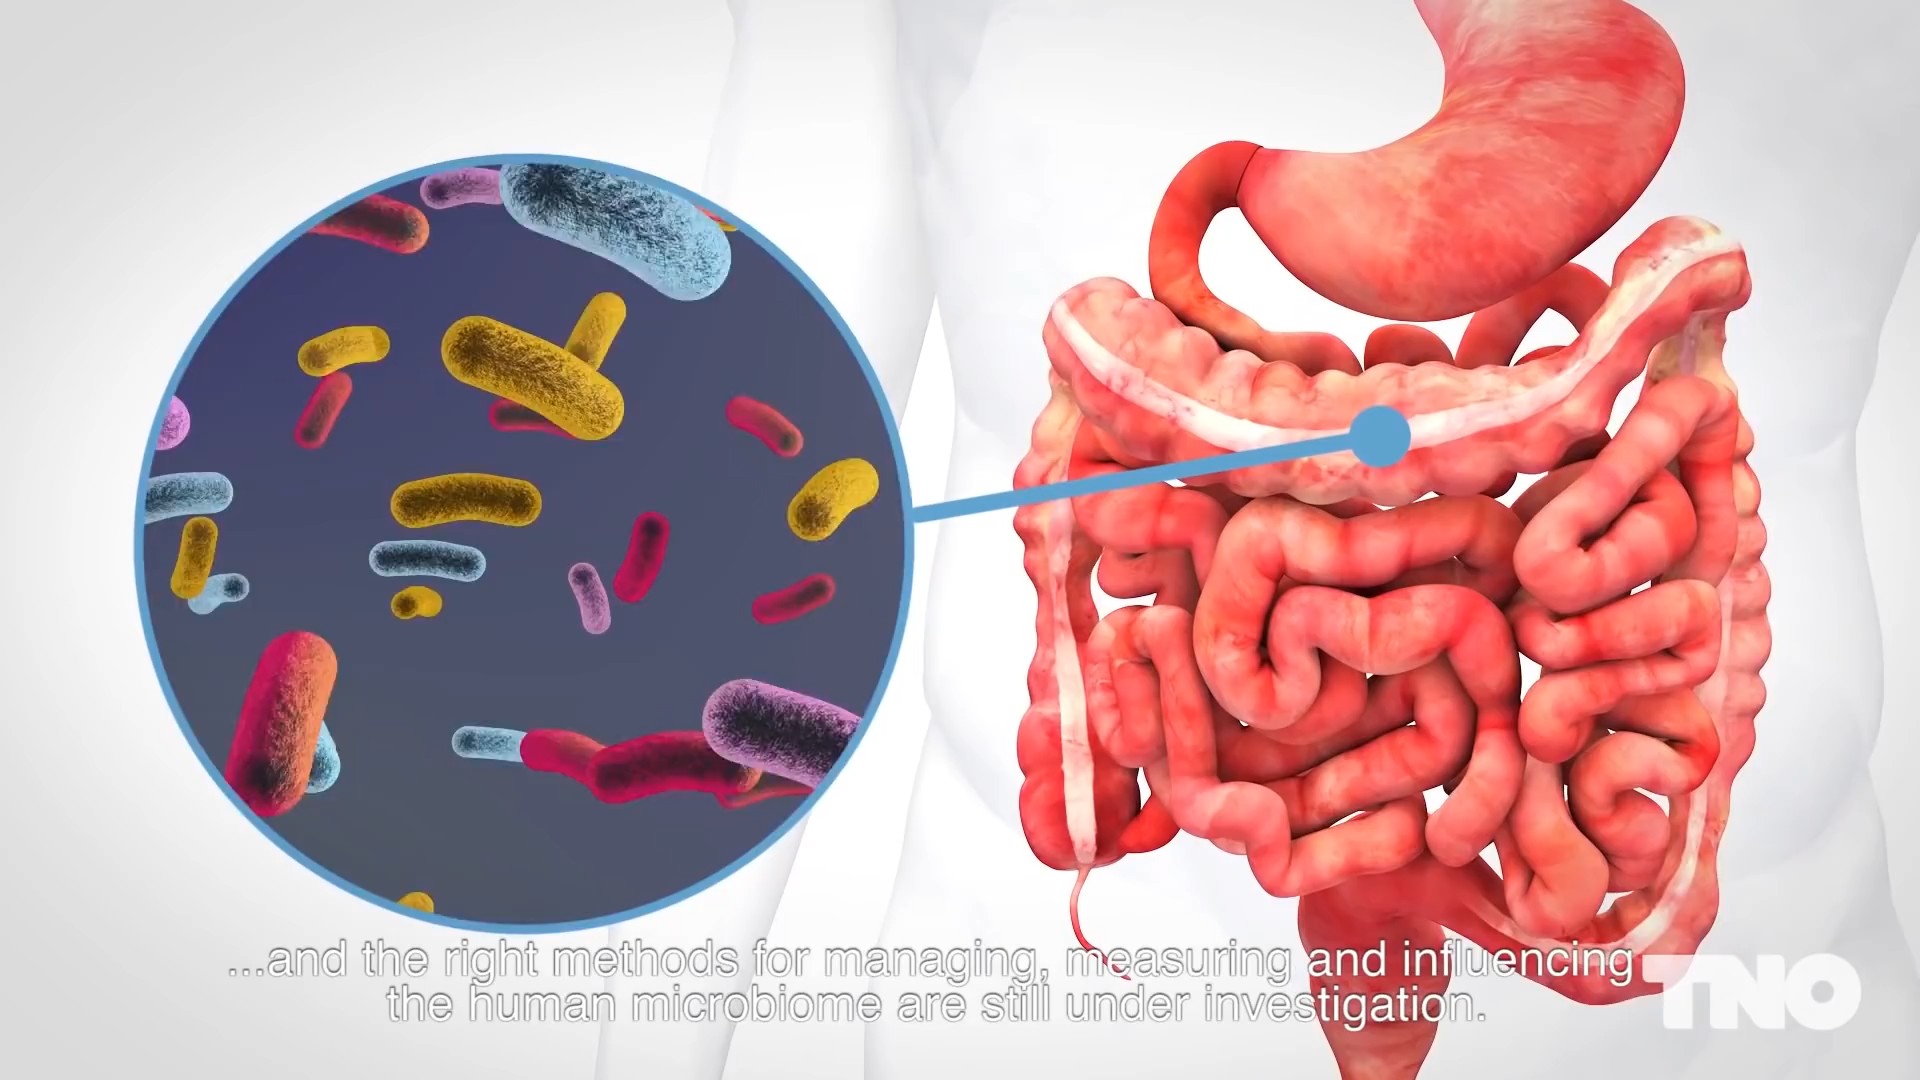 ...and the right methods for managing, measuring and influencing
the human microbiome are still under investigation.
TNO